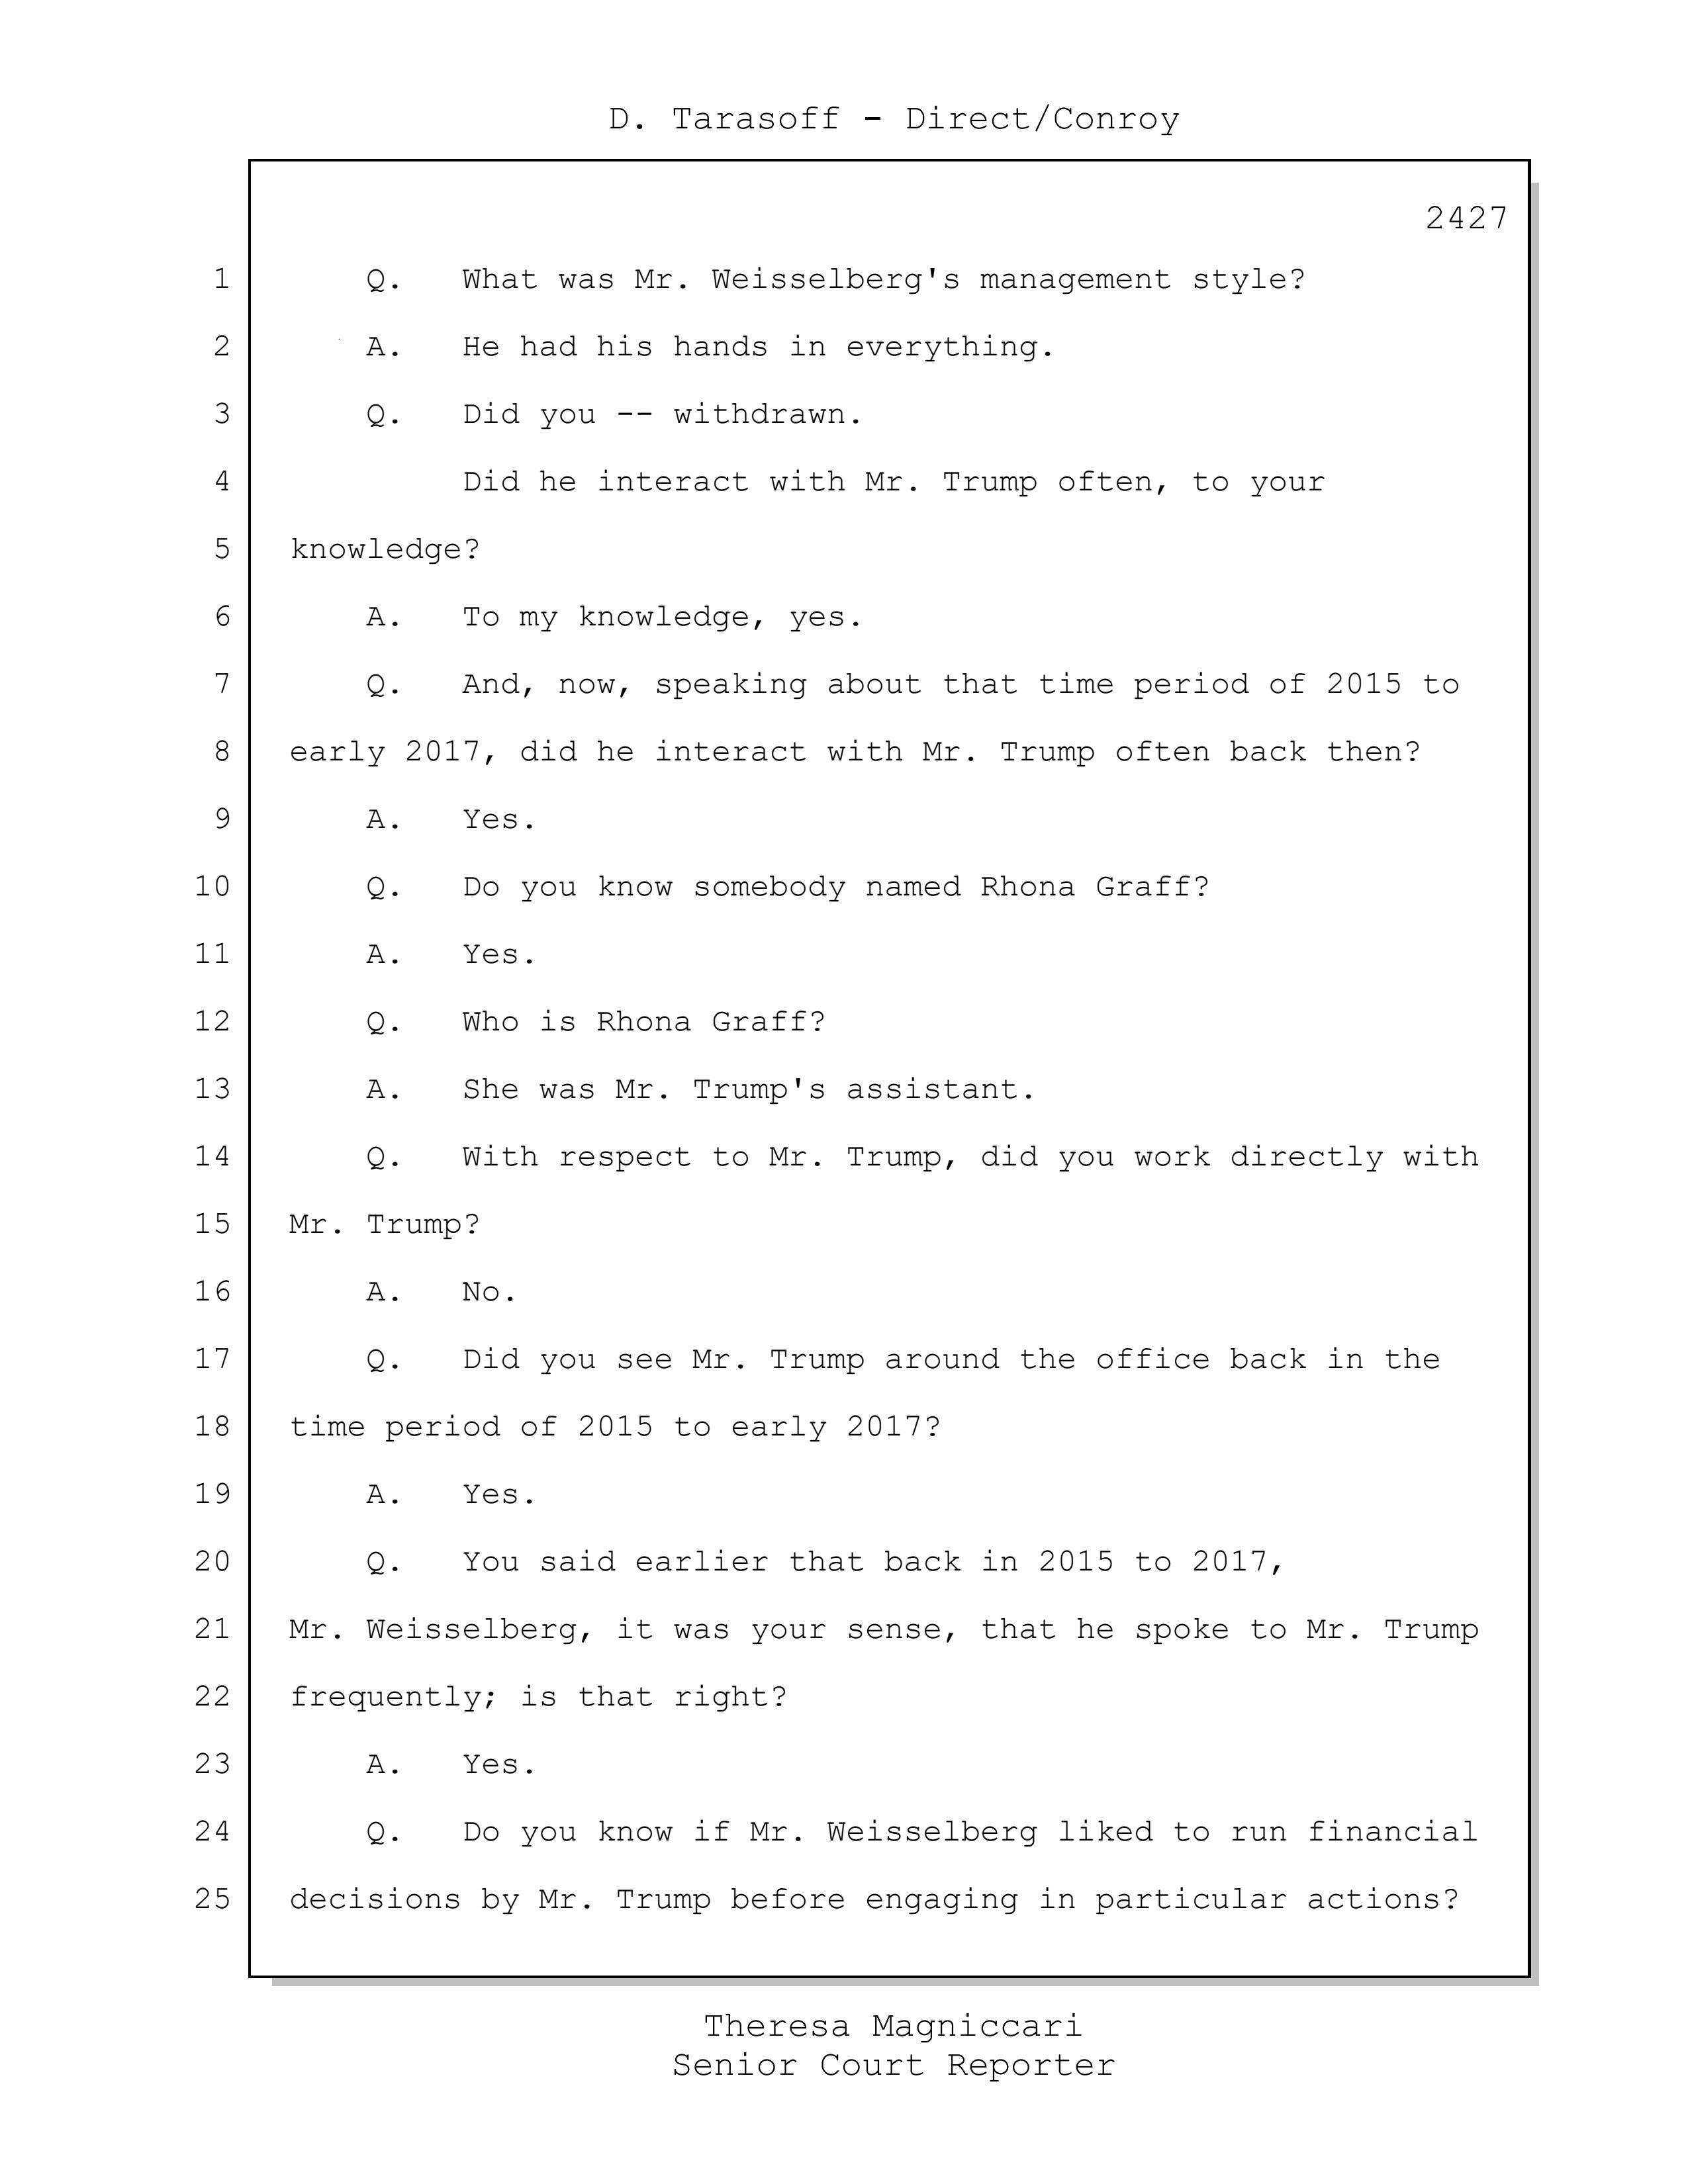 D. Tarasoff - Direct/Conroy
2427
1 Q. What was Mr. Weisselberg's management style?
2 A. He had his hands in everything.
3 Q. Did you -- withdrawn.
4 Did he interact with Mr. Trump often, to your
5 knowledge?
6 A. To my knowledge, yes.
7 Q. And, now, speaking about that time period of 2015 to
8 early 2017, did he interact with Mr. Trump often back then?
9 A. Yes.
10 Q. Do you know somebody named Rhona Graff?
11 A. Yes.
12 Q. Who is Rhona Graff?
13 A. She was Mr. Trump's assistant.
14 Q. With respect to Mr. Trump, did you work directly with
15 Mr. Trump?
16 A. No.
17 Q. Did you see Mr. Trump around the office back in the
18 time period of 2015 to early 2017?
19 A. Yes.
20 Q. You said earlier that back in 2015 to 2017,
21 Mr. Weisselberg, it was your sense, that he spoke to Mr. Trump
22 frequently; is that right?
23 A. Yes.
24 Q. Do you know if Mr. Weisselberg liked to run financial
25 decisions by Mr. Trump before engaging in particular actions?
Theresa Magniccari
Senior Court Reporter